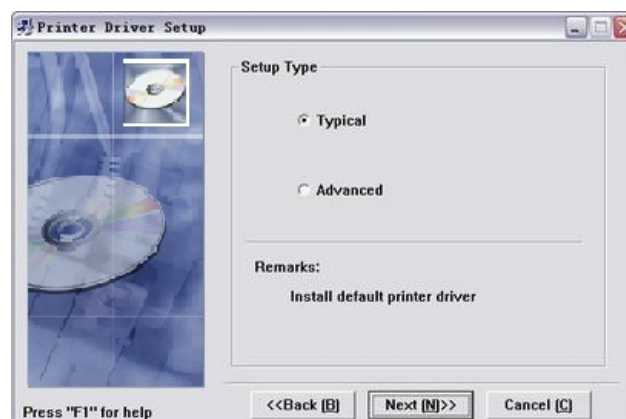 Printer Driver Setup
Setup Type
Typical
Advanced
Remarks:
Install default printer driver
Press "F1" for help
<<Back (B)
Next (N)>>
Cancel (C)